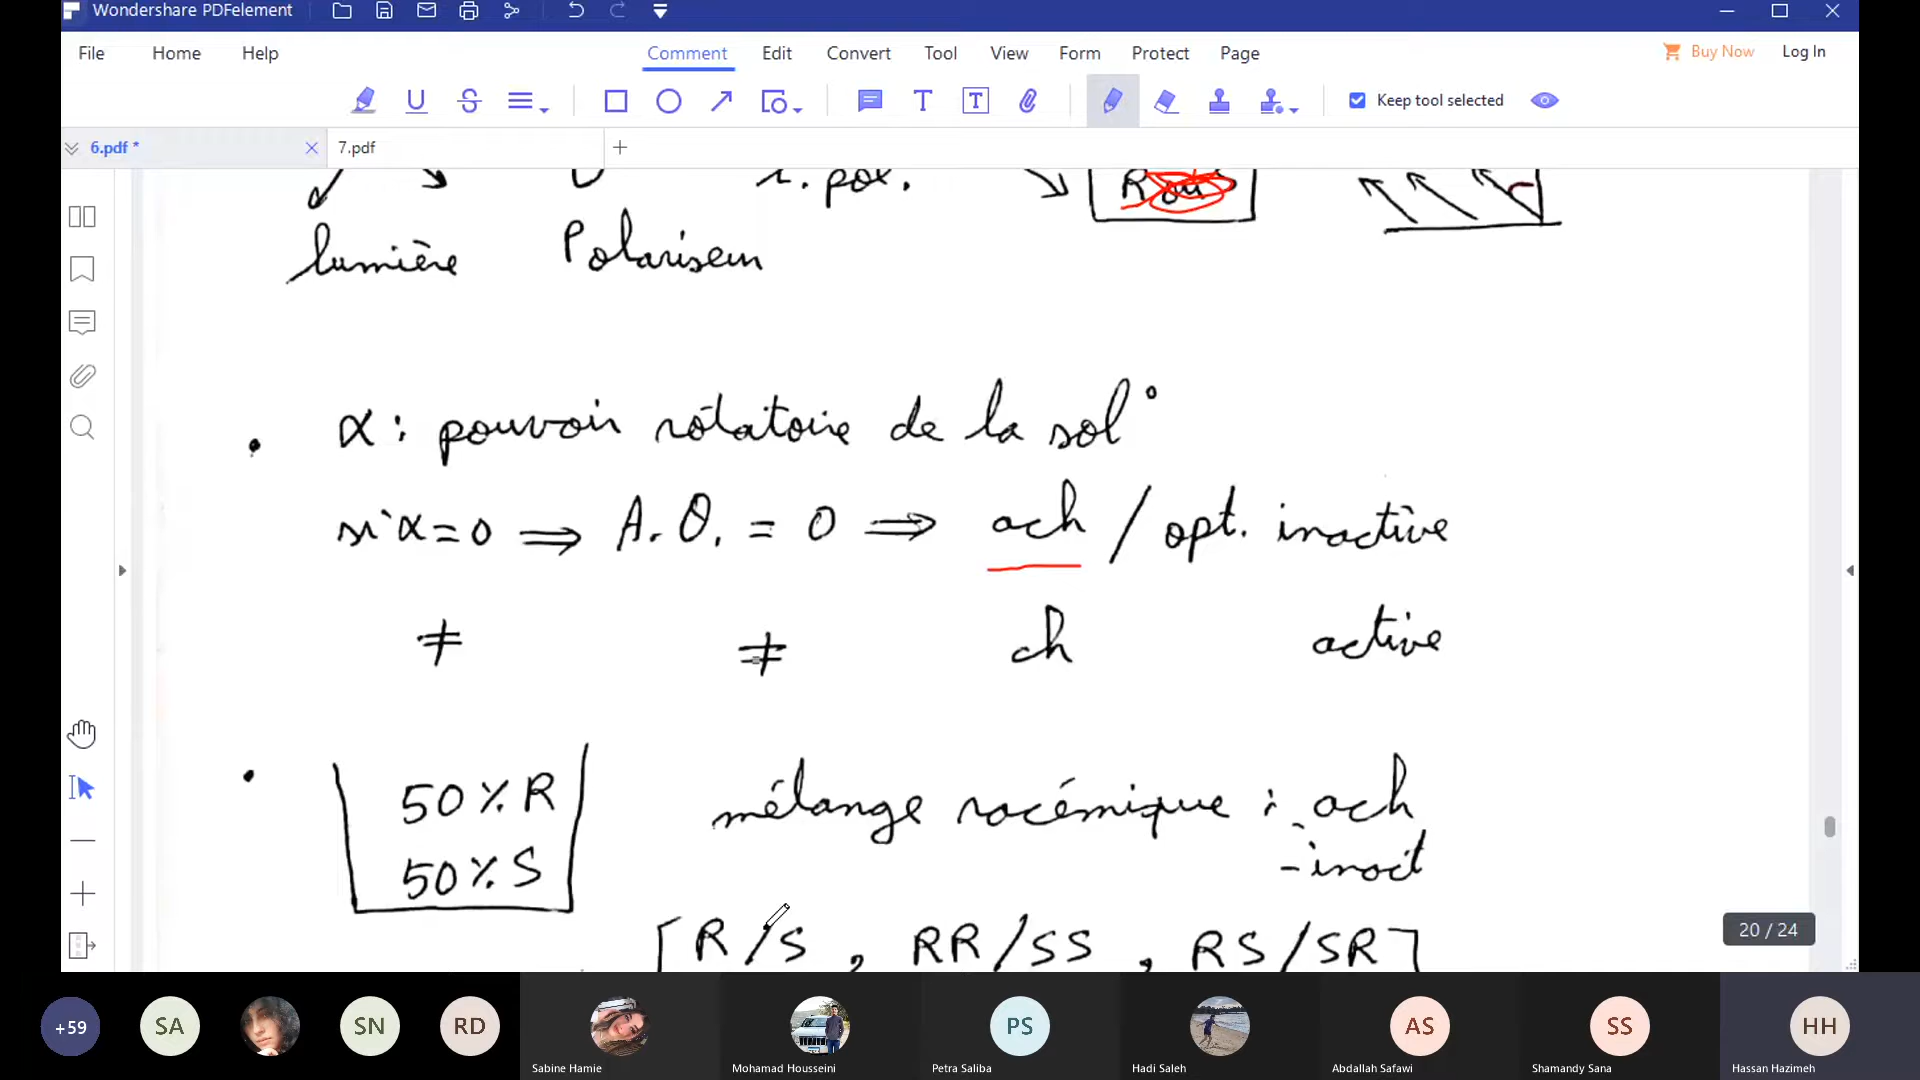 Wondershare PDFelement
File Home Help Comment Edit Convert Tool View Form Protect Page Buy Now Log In
Keep tool selected
6.pdf * 7.pdf
r. pol. R
lumière Polariseur
α : pouvoir rotatoire de la sol°
si α = 0 ⇒ A.O. = 0 ⇒ ach / opt. inactive
≠ ≠ ch active
50 % R mélange racémique : - ach
50 % S - inact
[R/S , RR/SS , RS/SR]
20 / 24
+59 SA SN RD PS AS SS HH
Sabine Hamie Mohamad Housseini Petra Saliba Hadi Saleh Abdallah Safawi Shamandy Sana Hassan Hazimeh